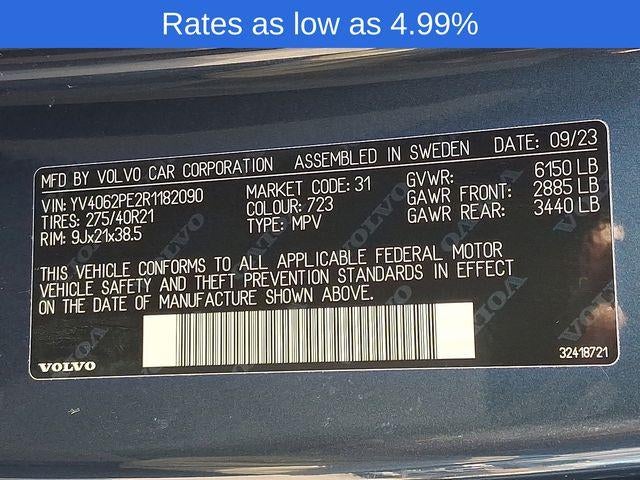 Rates as low as 4.99%
MFD BY VOLVO CAR CORPORATION ASSEMBLED IN SWEDEN DATE: 09/23
VIN: YV4062PE2R1182090 MARKET CODE: 31 GVWR: 6150 LB
TIRES: 275/40R21 COLOUR: 723 GAWR FRONT: 2885 LB
RIM: 9Jx21x38.5 TYPE: MPV GAWR REAR: 3440 LB
THIS VEHICLE CONFORMS TO ALL APPLICABLE FEDERAL MOTOR
VEHICLE SAFETY AND THEFT PREVENTION STANDARDS IN EFFECT
ON THE DATE OF MANUFACTURE SHOWN ABOVE.
VOLVO 32418721